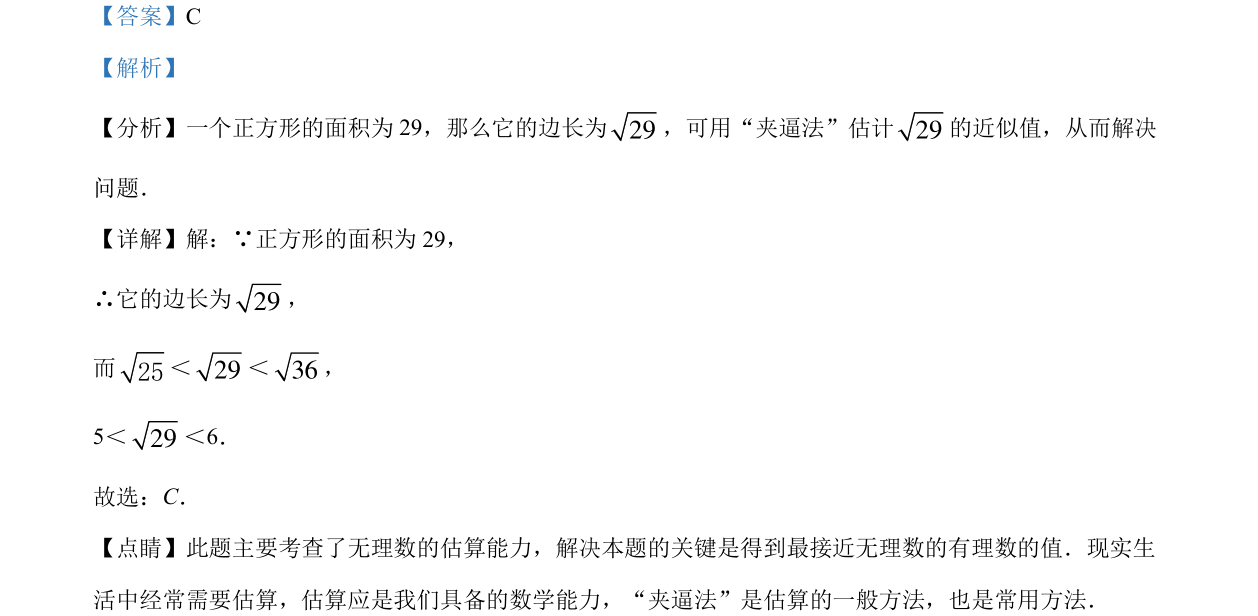 【答案】C
【解析】
【分析】一个正方形的面积为 29，那么它的边长为√29，可用“夹逼法”估计√29 的近似值，从而解决
问题．
【详解】解：∵正方形的面积为 29，
∴它的边长为√29，
而√25＜√29＜√36，
5＜√29＜6．
故选：C．
【点睛】此题主要考查了无理数的估算能力，解决本题的关键是得到最接近无理数的有理数的值．现实生
活中经常需要估算，估算应是我们具备的数学能力，“夹逼法”是估算的一般方法，也是常用方法．